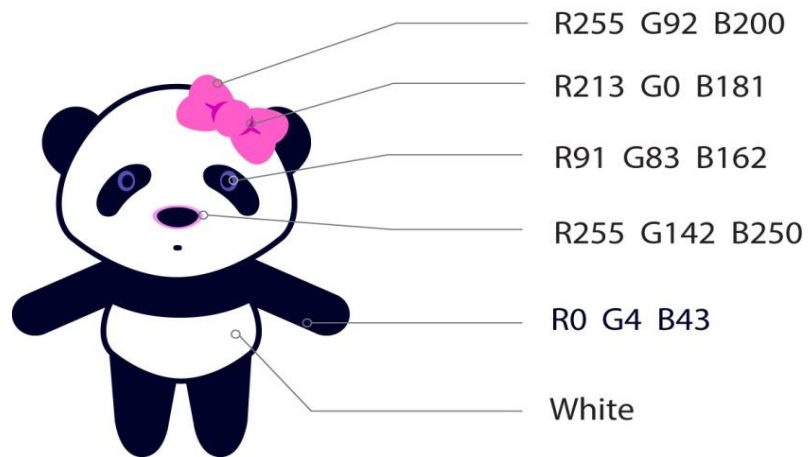 R255 G92 B200
R213 G0 B181
R91 G83 B162
R255 G142 B250
R0 G4 B43
White